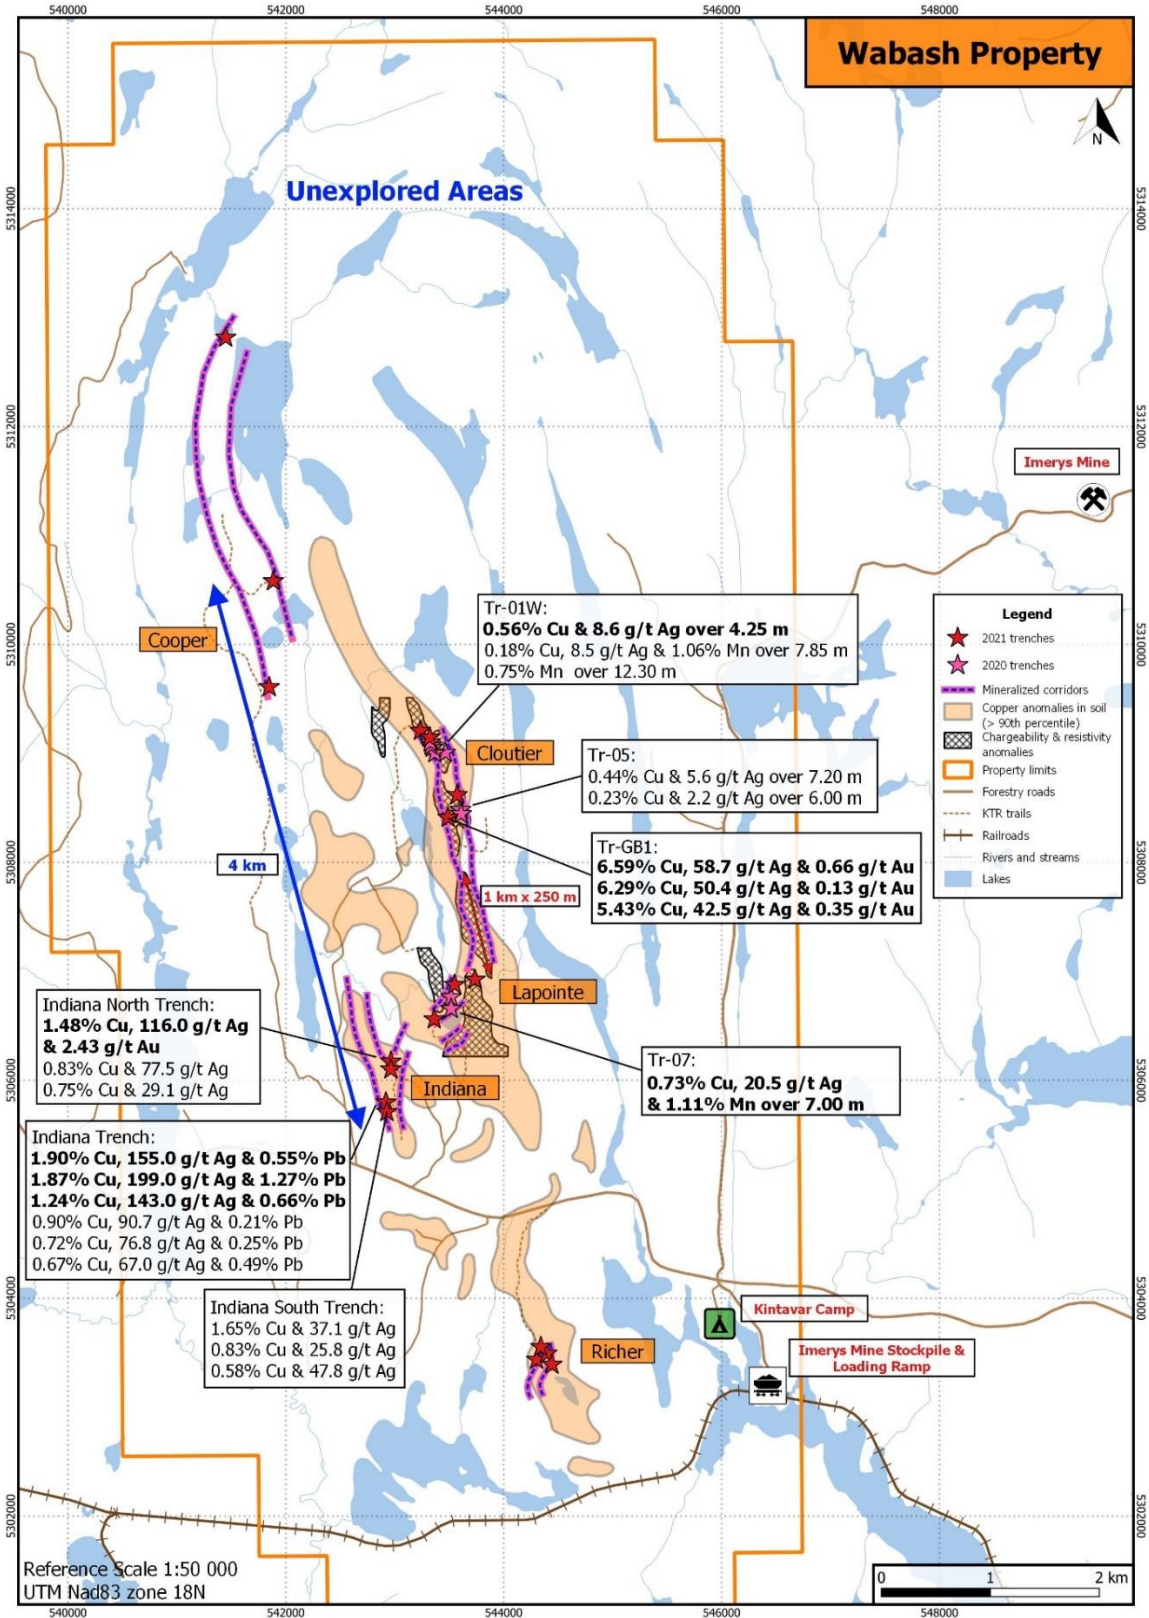 540000
542000
544000
546000
548000
Wabash Property
N
Unexplored Areas
5314000
5314000
5312000
5312000
Imerys Mine
5310000
5310000
Cooper
Tr-01W:
0.56% Cu & 8.6 g/t Ag over 4.25 m
0.18% Cu, 8.5 g/t Ag & 1.06% Mn over 7.85 m
0.75% Mn over 12.30 m
Legend
2021 trenches
2020 trenches
Mineralized corridors
Copper anomalies in soil
(> 90th percentile)
Chargeability & resistivity
anomalies
Property limits
Forestry roads
KTR trails
Railroads
Rivers and streams
Lakes
Cloutier
Tr-05:
0.44% Cu & 5.6 g/t Ag over 7.20 m
0.23% Cu & 2.2 g/t Ag over 6.00 m
5308000
5308000
4 km
Tr-GB1:
6.59% Cu, 58.7 g/t Ag & 0.66 g/t Au
6.29% Cu, 50.4 g/t Ag & 0.13 g/t Au
5.43% Cu, 42.5 g/t Ag & 0.35 g/t Au
1 km x 250 m
Lapointe
Indiana North Trench:
1.48% Cu, 116.0 g/t Ag
& 2.43 g/t Au
0.83% Cu & 77.5 g/t Ag
0.75% Cu & 29.1 g/t Ag
Tr-07:
0.73% Cu, 20.5 g/t Ag
& 1.11% Mn over 7.00 m
5306000
5306000
Indiana
Indiana Trench:
1.90% Cu, 155.0 g/t Ag & 0.55% Pb
1.87% Cu, 199.0 g/t Ag & 1.27% Pb
1.24% Cu, 143.0 g/t Ag & 0.66% Pb
0.90% Cu, 90.7 g/t Ag & 0.21% Pb
0.72% Cu, 76.8 g/t Ag & 0.25% Pb
0.67% Cu, 67.0 g/t Ag & 0.49% Pb
5304000
5304000
Indiana South Trench:
1.65% Cu & 37.1 g/t Ag
0.83% Cu & 25.8 g/t Ag
0.58% Cu & 47.8 g/t Ag
Kintavar Camp
Richer
Imerys Mine Stockpile &
Loading Ramp
5302000
5302000
Reference Scale 1:50 000
UTM Nad83 zone 18N
0
1
2 km
540000
542000
544000
546000
548000